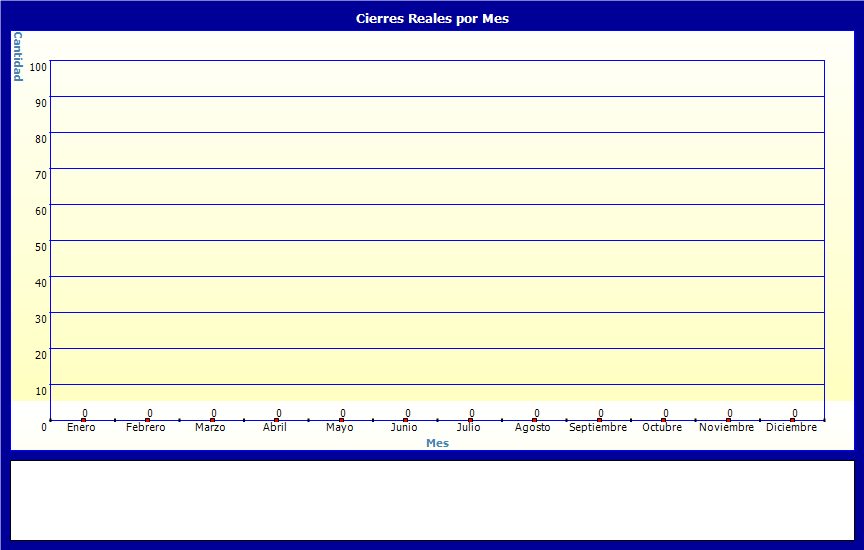 Cierres Reales por Mes
Cantidad
100
90
80
70
60
50
40
30
20
10
0
0 0 0 0 0 0 0 0 0 0 0 0
Enero Febrero Marzo Abril Mayo Junio Julio Agosto Septiembre Octubre Noviembre Diciembre
Mes